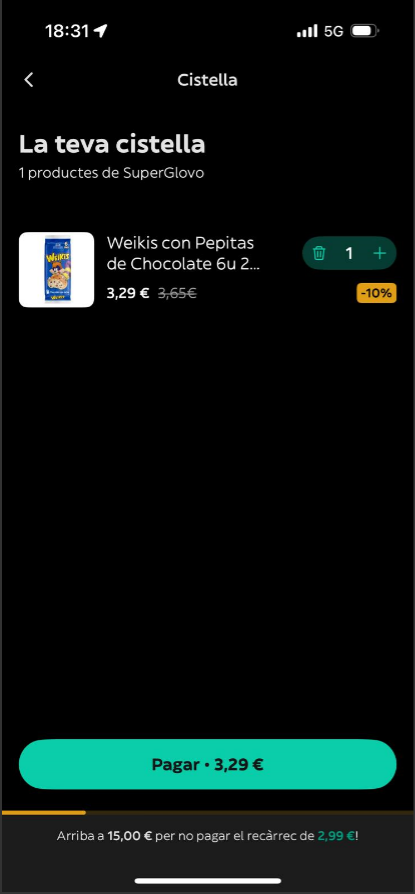 18:31
5G
Cistella
La teva cistella
1 productes de SuperGlovo
WEIKIS
Weikis con Pepitas
de Chocolate 6u 2...
1
3,29 € 3,65€
-10%
Pagar • 3,29 €
Arriba a 15,00 € per no pagar el recàrrec de 2,99 €!